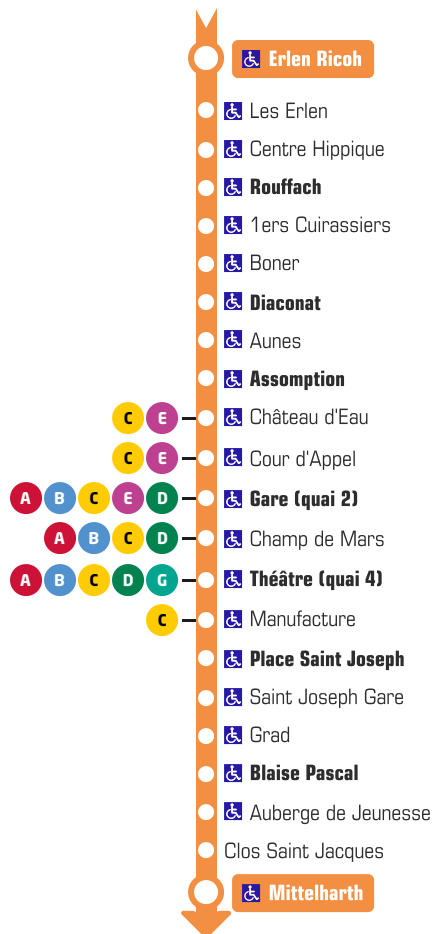 Erlen Ricoh
Les Erlen
Centre Hippique
Rouffach
1ers Cuirassiers
Boner
Diaconat
Aunes
Assomption
C E Château d'Eau
C E Cour d'Appel
A B C E D Gare (quai 2)
A B C D Champ de Mars
A B C D G Théâtre (quai 4)
C Manufacture
Place Saint Joseph
Saint Joseph Gare
Grad
Blaise Pascal
Auberge de Jeunesse
Clos Saint Jacques
Mittelharth